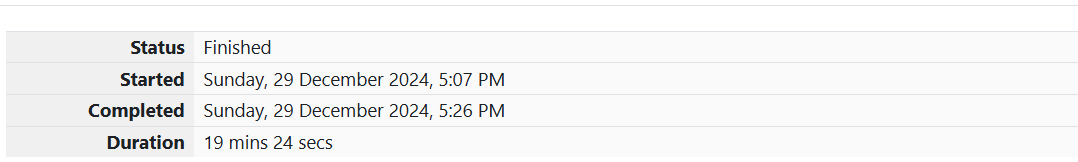 Status Finished
Started Sunday, 29 December 2024, 5:07 PM
Completed Sunday, 29 December 2024, 5:26 PM
Duration 19 mins 24 secs